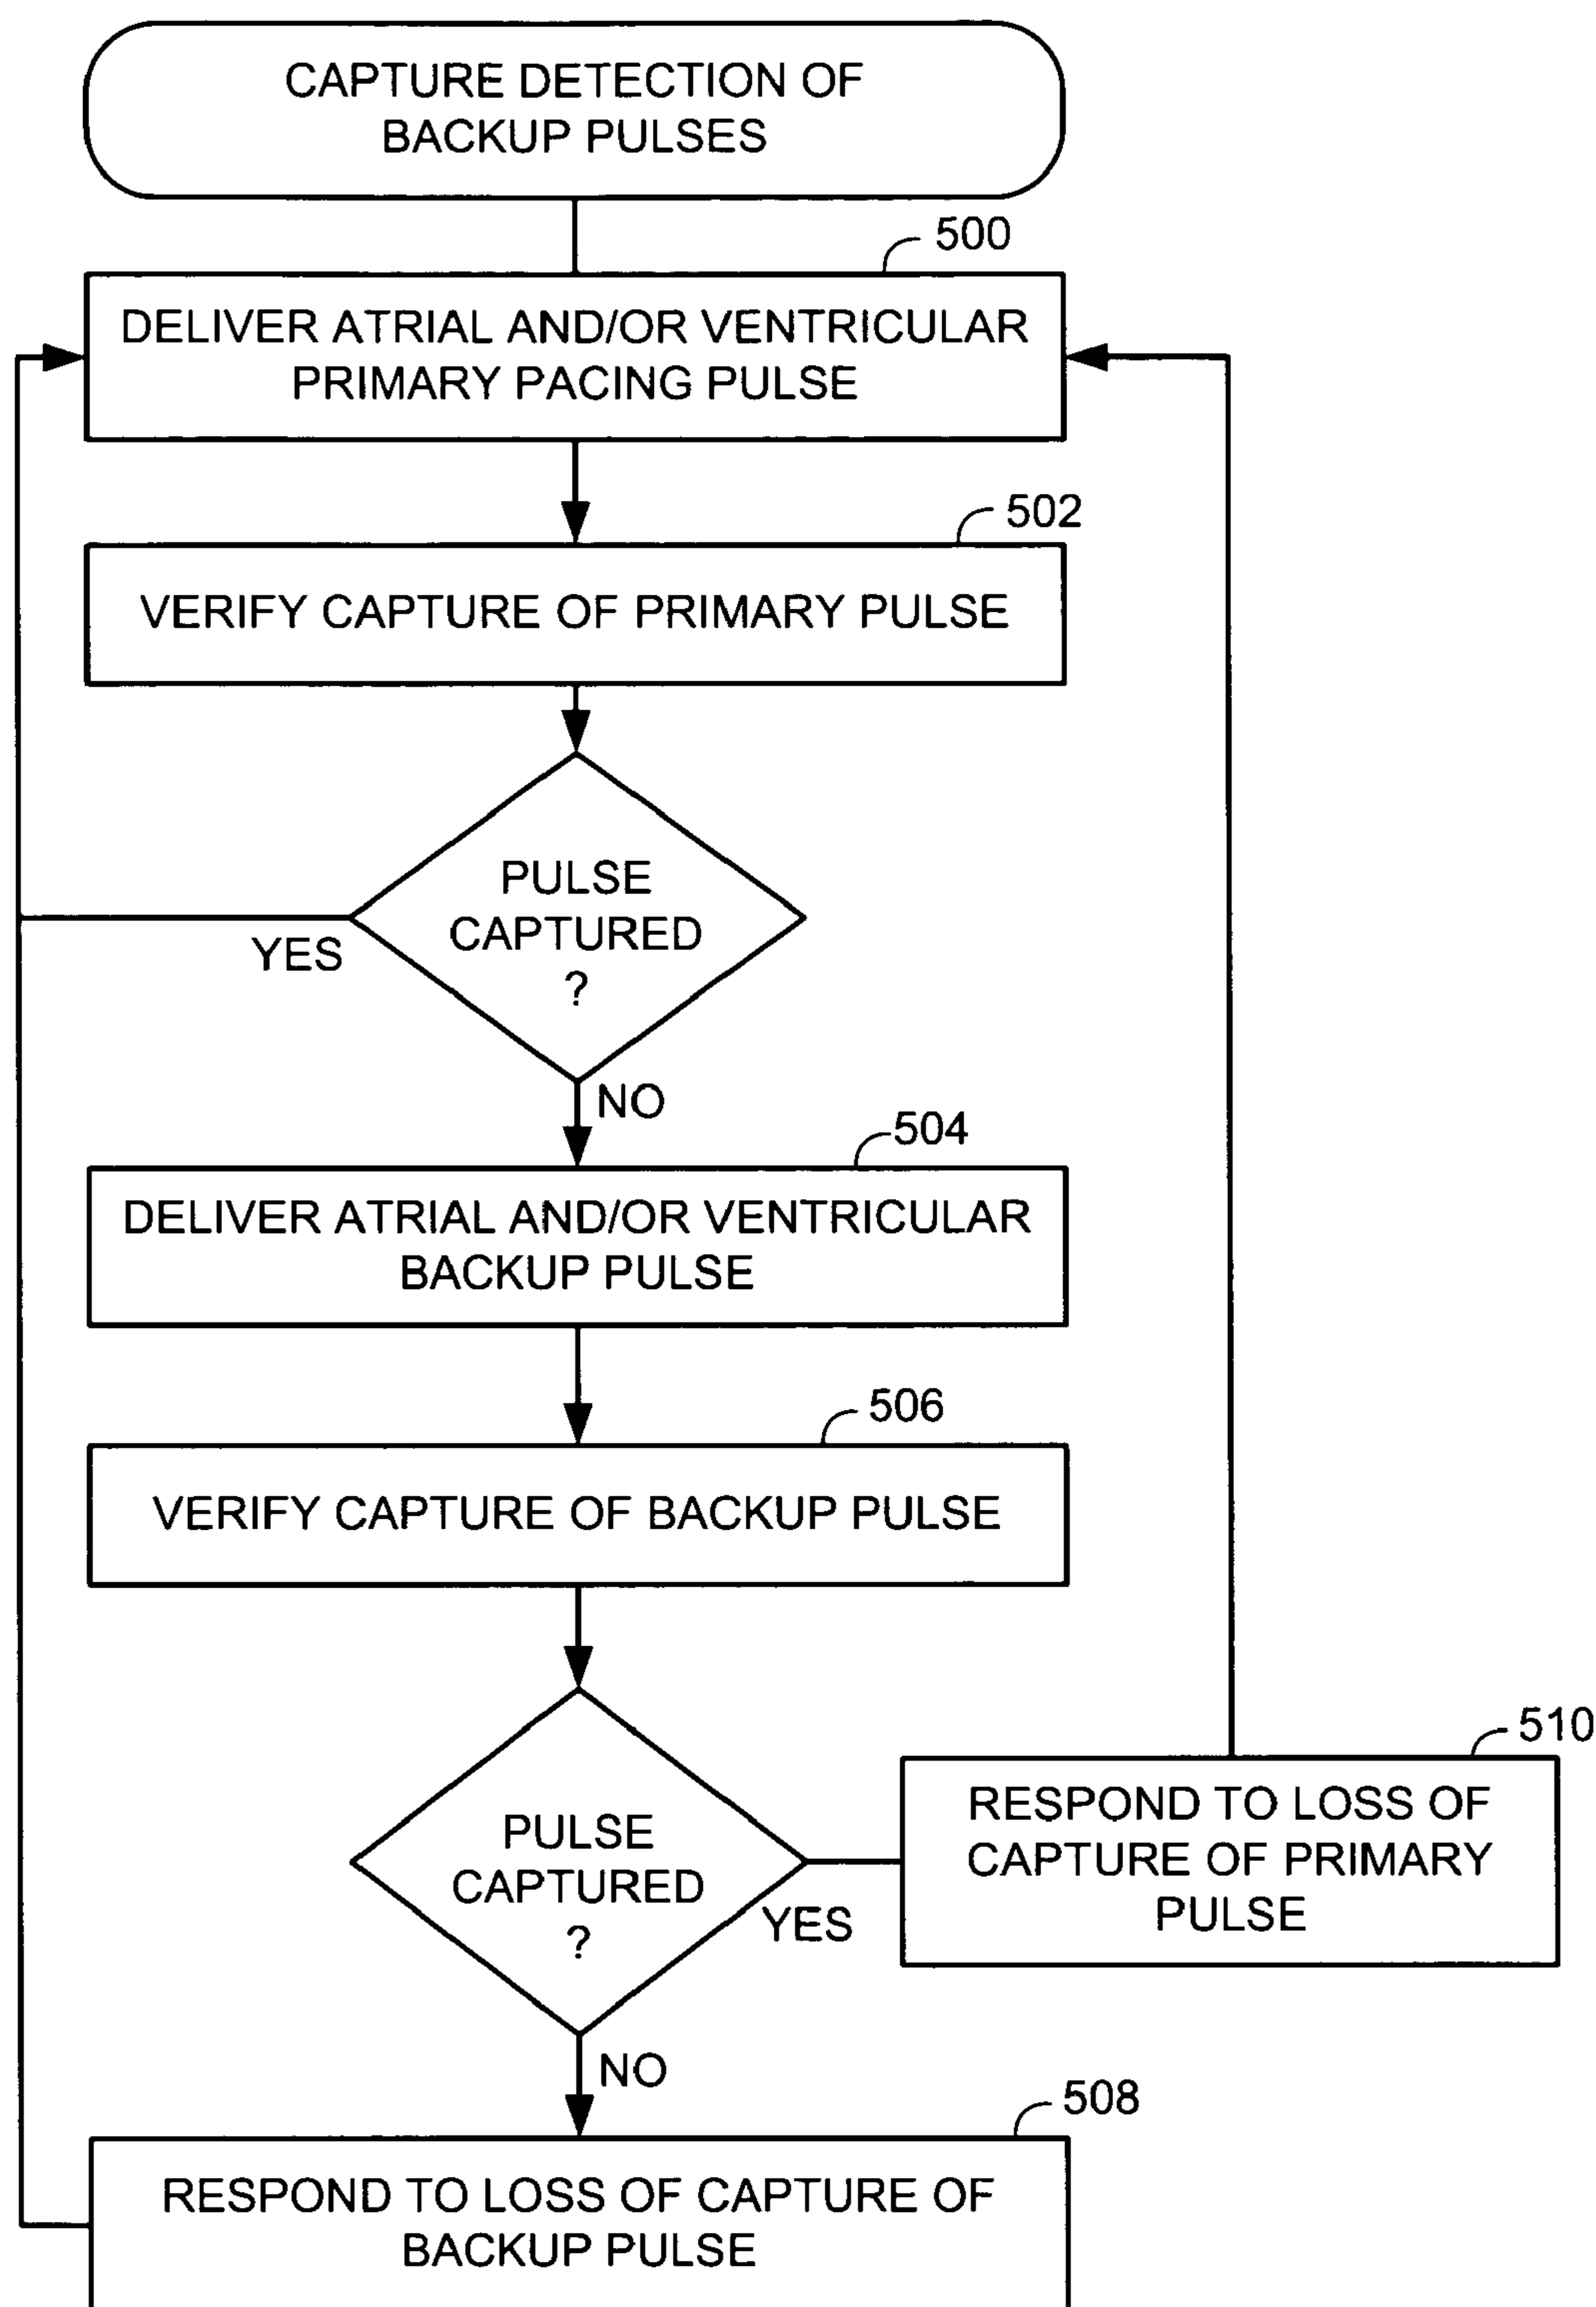 CAPTURE DETECTION OF
BACKUP PULSES
500
DELIVER ATRIAL AND/OR VENTRICULAR
PRIMARY PACING PULSE
502
VERIFY CAPTURE OF PRIMARY PULSE
PULSE
CAPTURED
?
YES
NO
504
DELIVER ATRIAL AND/OR VENTRICULAR
BACKUP PULSE
506
VERIFY CAPTURE OF BACKUP PULSE
PULSE
CAPTURED
?
YES
510
RESPOND TO LOSS OF
CAPTURE OF PRIMARY
PULSE
NO
508
RESPOND TO LOSS OF CAPTURE OF
BACKUP PULSE